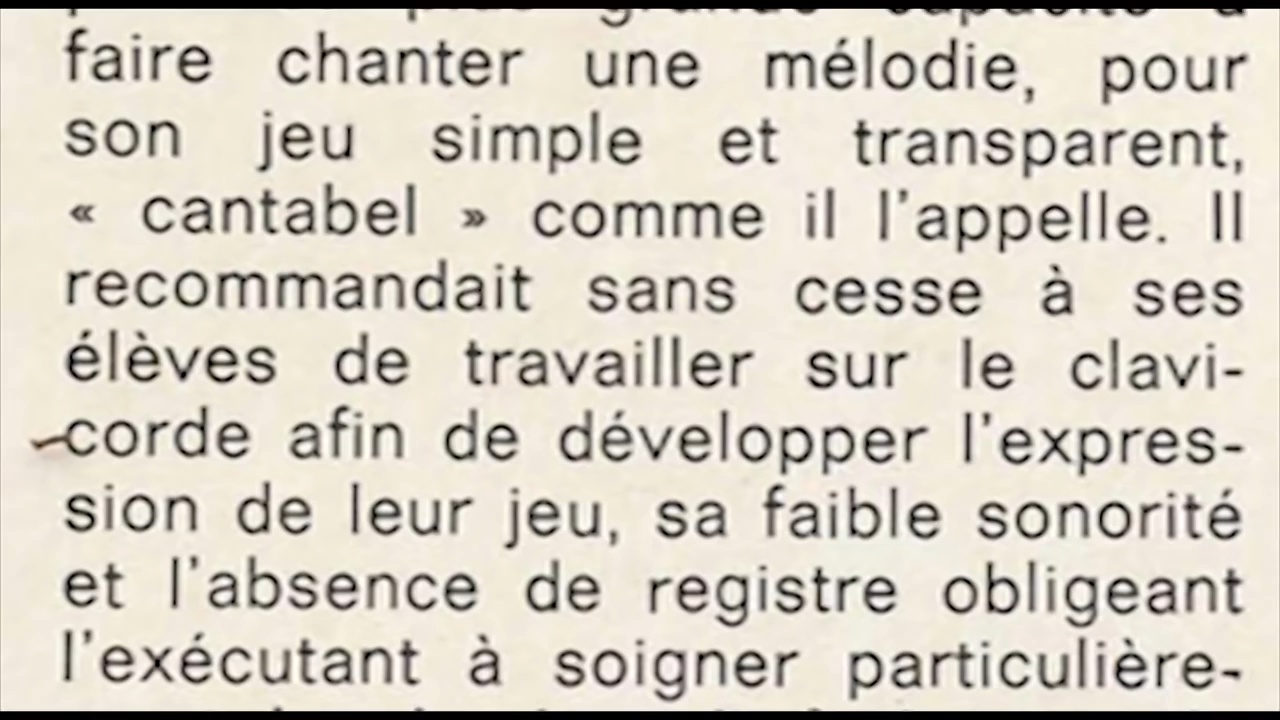 faire chanter une mélodie, pour
son jeu simple et transparent,
« cantabel » comme il l'appelle. Il
recommandait sans cesse à ses
élèves de travailler sur le clavi-
corde afin de développer l'expres-
sion de leur jeu, sa faible sonorité
et l'absence de registre obligeant
l'exécutant à soigner particulière-